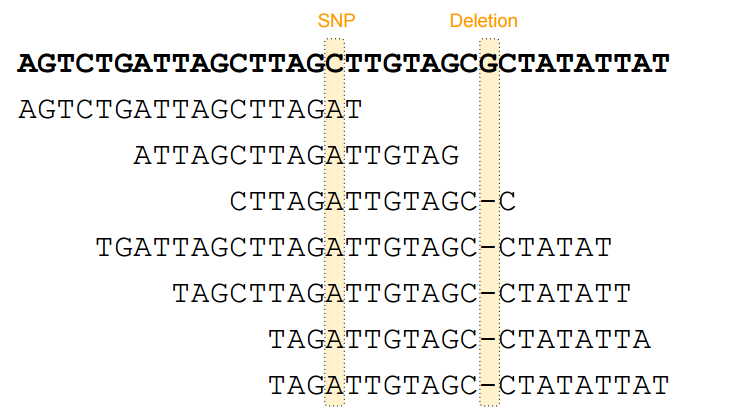 SNP Deletion
AGTCTGATTAGCTTAGCTTGTAGCGCTATATTAT
AGTCTGATTAGCTTAGAT
ATTAGCTTAGATTGTAG
CTTAGATTGTAGC-C
TGATTAGCTTAGATTGTAGC-CTATAT
TAGCTTAGATTGTAGC-CTATATT
TAGATTGTAGC-CTATATTA
TAGATTGTAGC-CTATATTAT